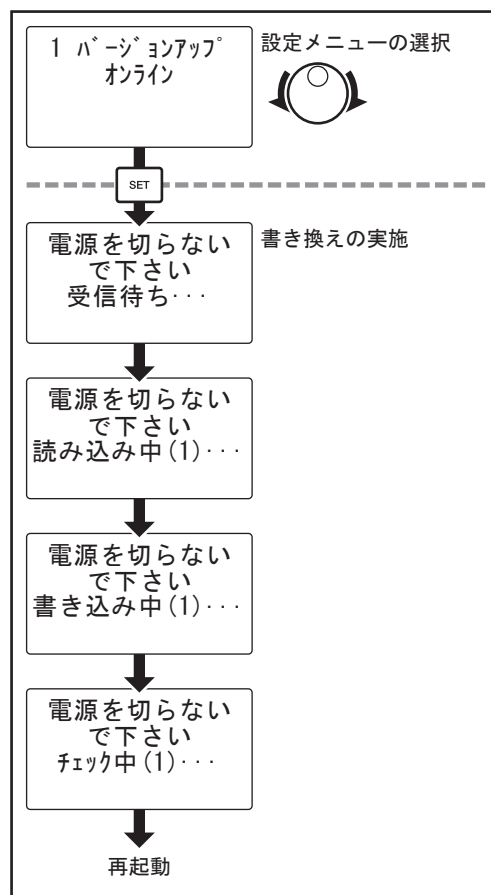 1 ﾊﾞｰｼﾞｮﾝｱｯﾌﾟ
ｵﾝﾗｲﾝ
設定メニューの選択
SET
電源を切らない
で下さい
受信待ち･･･
書き換えの実施
電源を切らない
で下さい
読み込み中(1)･･･
電源を切らない
で下さい
書き込み中(1)･･･
電源を切らない
で下さい
ﾁｪｯｸ中(1)･･･
再起動